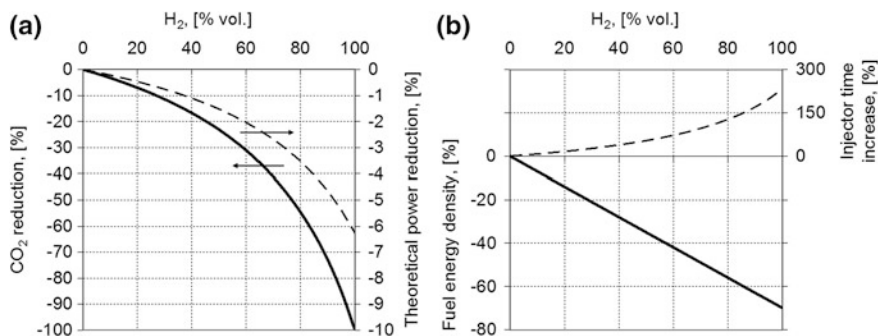 (a)
H₂, [% vol.]
0 20 40 60 80 100
0
-10
-20
-30
-40
-50
-60
-70
-80
-90
-100
CO₂ reduction, [%]
0
-1
-2
-3
-4
-5
-6
-7
-8
-9
-10
Theoretical power reduction, [%]
(b)
H₂, [% vol.]
0 20 40 60 80 100
0
-20
-40
-60
-80
Fuel energy density, [%]
300
150
0
Injector time
increase, [%]